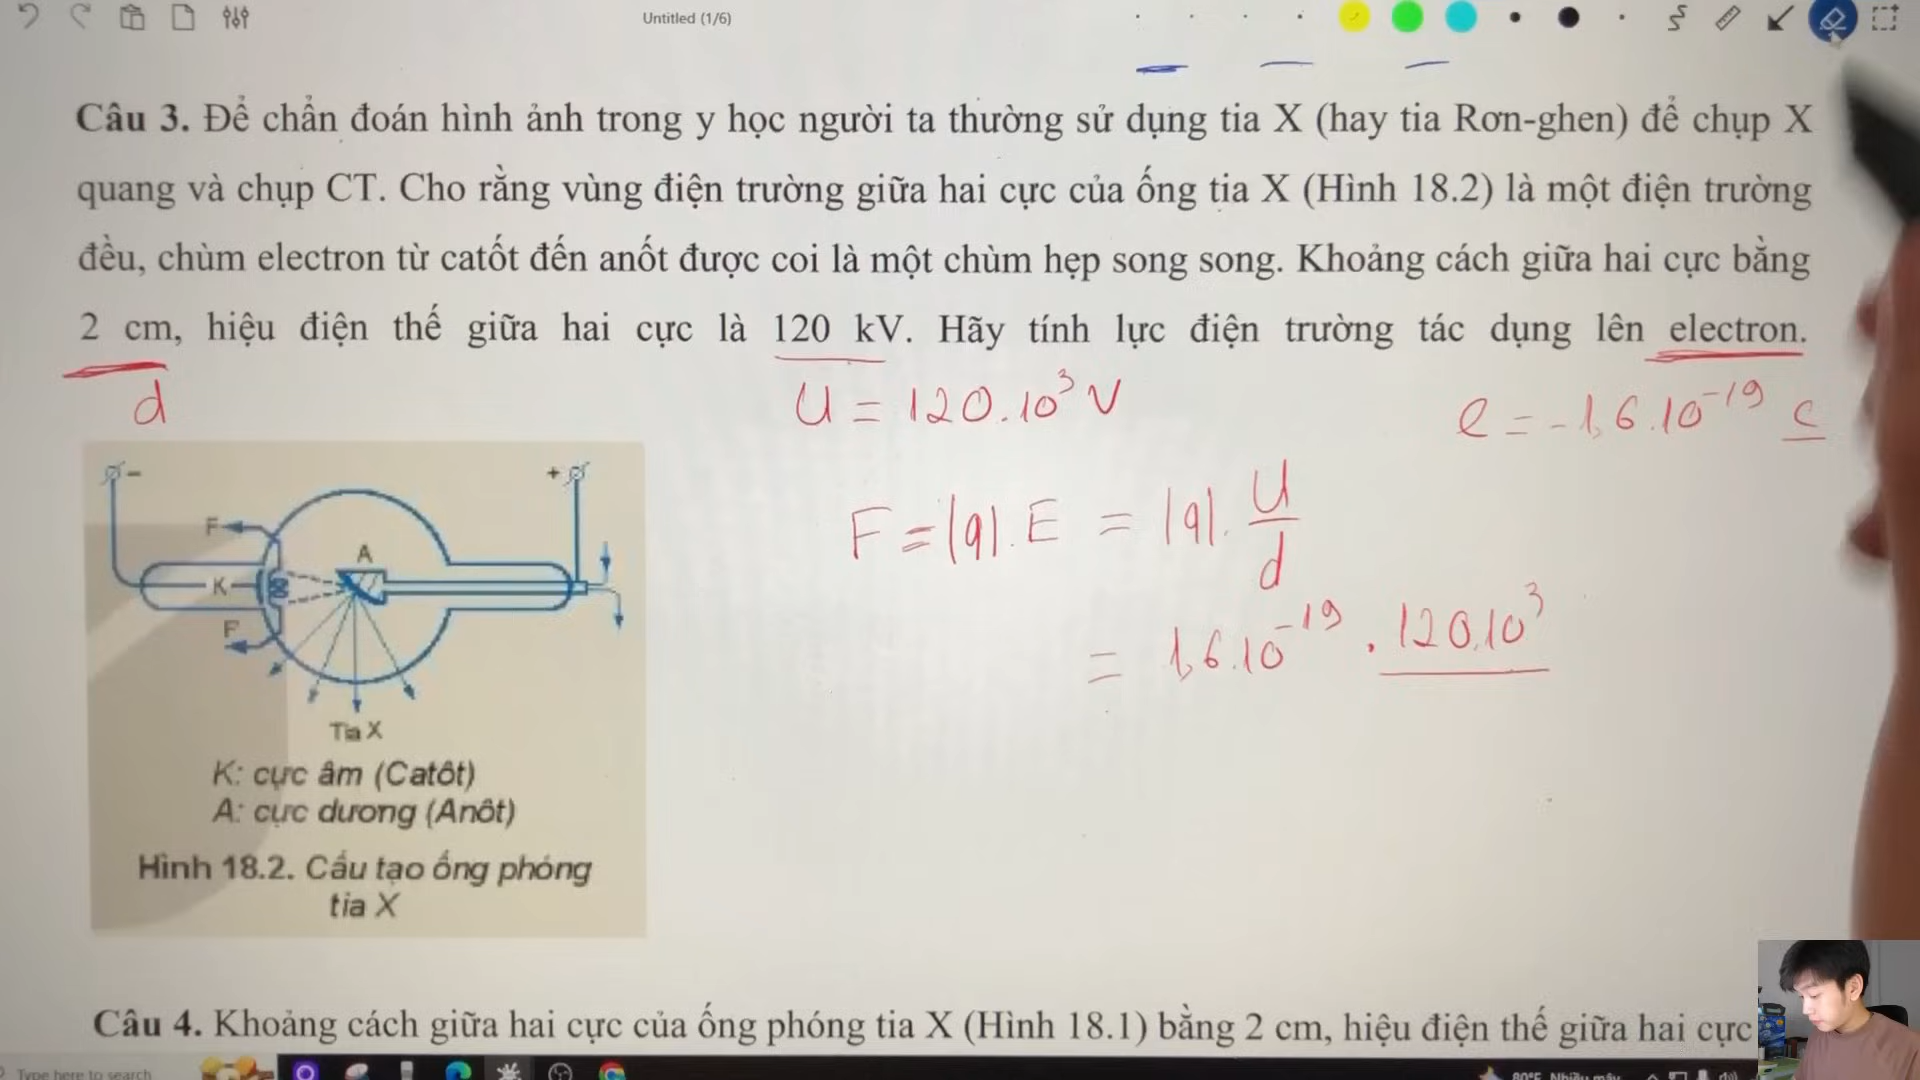 Untitled (1/6)
Câu 3. Để chẩn đoán hình ảnh trong y học người ta thường sử dụng tia X (hay tia Rơn-ghen) để chụp X
quang và chụp CT. Cho rằng vùng điện trường giữa hai cực của ống tia X (Hình 18.2) là một điện trường
đều, chùm electron từ catốt đến anốt được coi là một chùm hẹp song song. Khoảng cách giữa hai cực bằng
2 cm, hiệu điện thế giữa hai cực là 120 kV. Hãy tính lực điện trường tác dụng lên electron.
d
U = 120.10³ V
e = -1,6.10⁻¹⁹ C
F = |q|.E = |q|. U/d
= 1,6.10⁻¹⁹ . 120.10³
- +
F
A
K
F
Tia X
K: cực âm (Catôt)
A: cực dương (Anôt)
Hình 18.2. Cấu tạo ống phóng
tia X
Câu 4. Khoảng cách giữa hai cực của ống phóng tia X (Hình 18.1) bằng 2 cm, hiệu điện thế giữa hai cực
Type here to search
80°F Nhiều mây